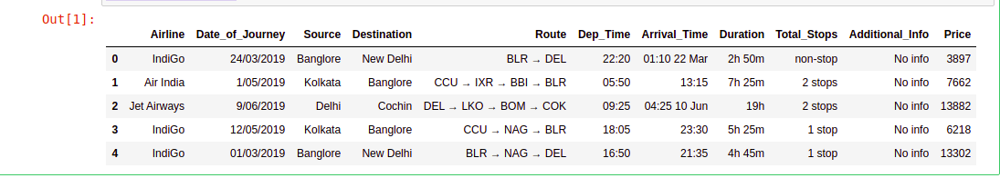 Out[1]:
Airline Date_of_Journey Source Destination Route Dep_Time Arrival_Time Duration Total_Stops Additional_Info Price
0 IndiGo 24/03/2019 Banglore New Delhi BLR → DEL 22:20 01:10 22 Mar 2h 50m non-stop No info 3897
1 Air India 1/05/2019 Kolkata Banglore CCU → IXR → BBI → BLR 05:50 13:15 7h 25m 2 stops No info 7662
2 Jet Airways 9/06/2019 Delhi Cochin DEL → LKO → BOM → COK 09:25 04:25 10 Jun 19h 2 stops No info 13882
3 IndiGo 12/05/2019 Kolkata Banglore CCU → NAG → BLR 18:05 23:30 5h 25m 1 stop No info 6218
4 IndiGo 01/03/2019 Banglore New Delhi BLR → NAG → DEL 16:50 21:35 4h 45m 1 stop No info 13302